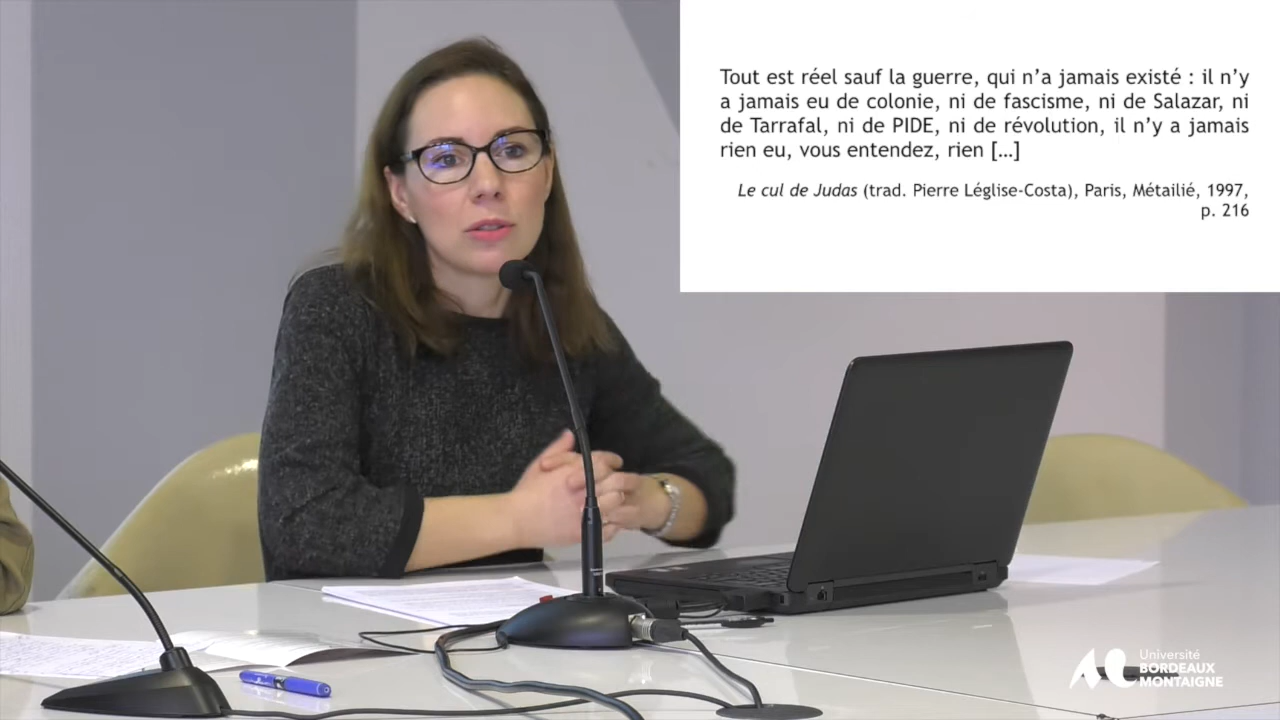 Tout est réel sauf la guerre, qui n'a jamais existé : il n'y
a jamais eu de colonie, ni de fascisme, ni de Salazar, ni
de Tarrafal, ni de PIDE, ni de révolution, il n'y a jamais
rien eu, vous entendez, rien […]
Le cul de Judas (trad. Pierre Léglise-Costa), Paris, Métailié, 1997,
p. 216
Université
BORDEAUX
MONTAIGNE